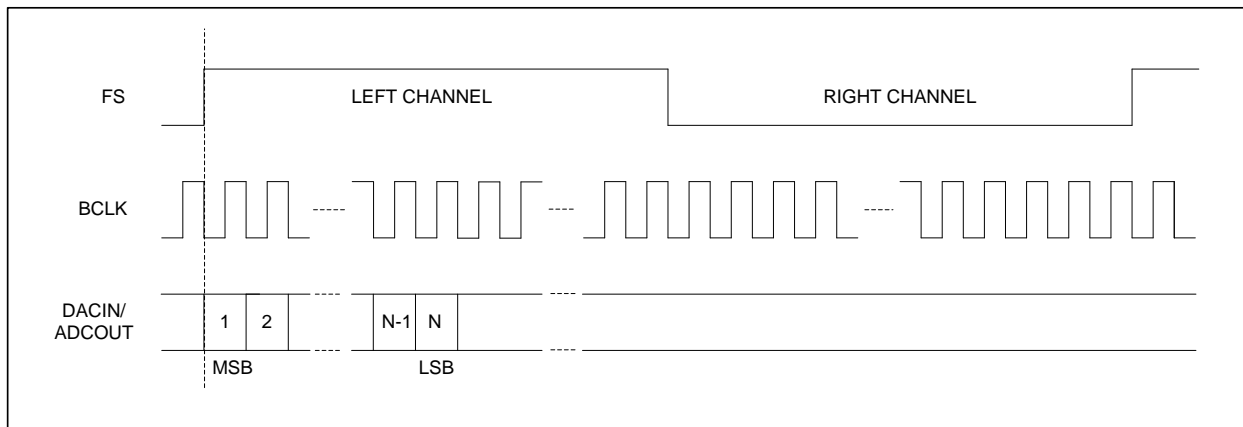 FS
LEFT CHANNEL
RIGHT CHANNEL
BCLK
DACIN/
ADCOUT
1
2
N-1
N
MSB
LSB